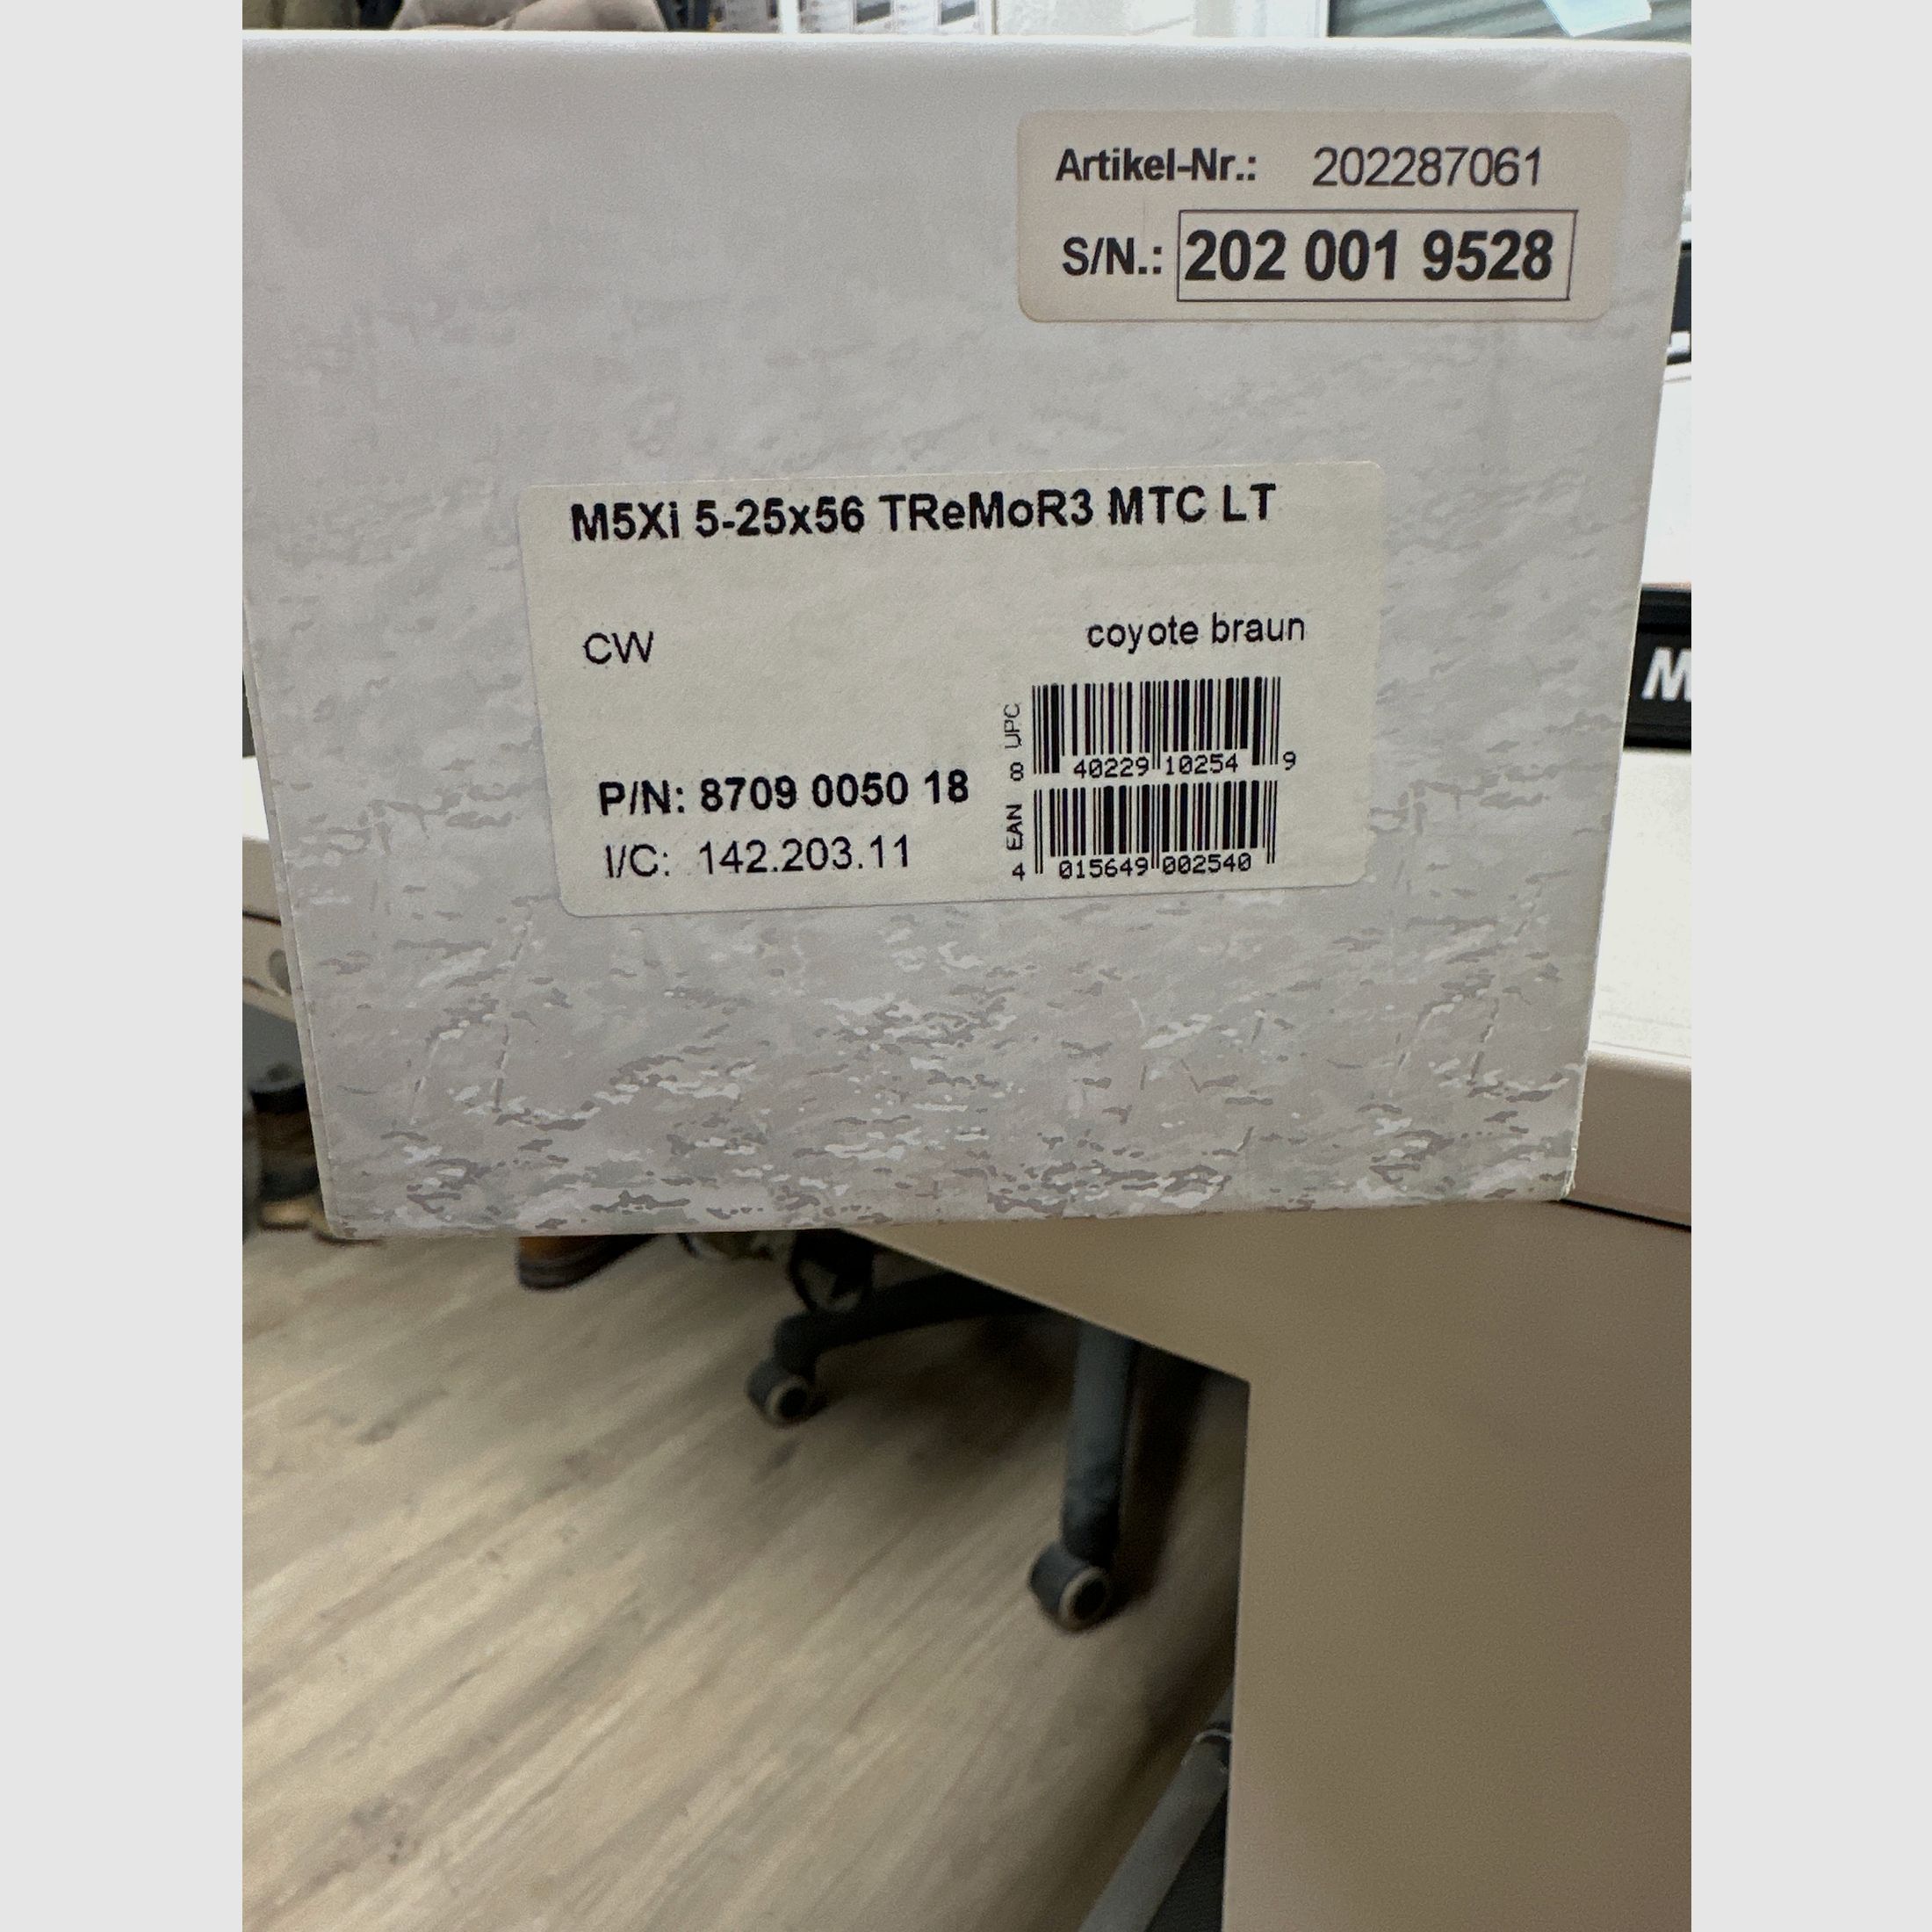 Artikel-Nr.: 202287061
S/N.: 202 001 9528
M5Xi 5-25x56 TReMoR3 MTC LT
CW
coyote braun
UPC
8 40229 10254 9
P/N: 8709 0050 18
EAN
I/C: 142.203.11
4 015649 002540
M